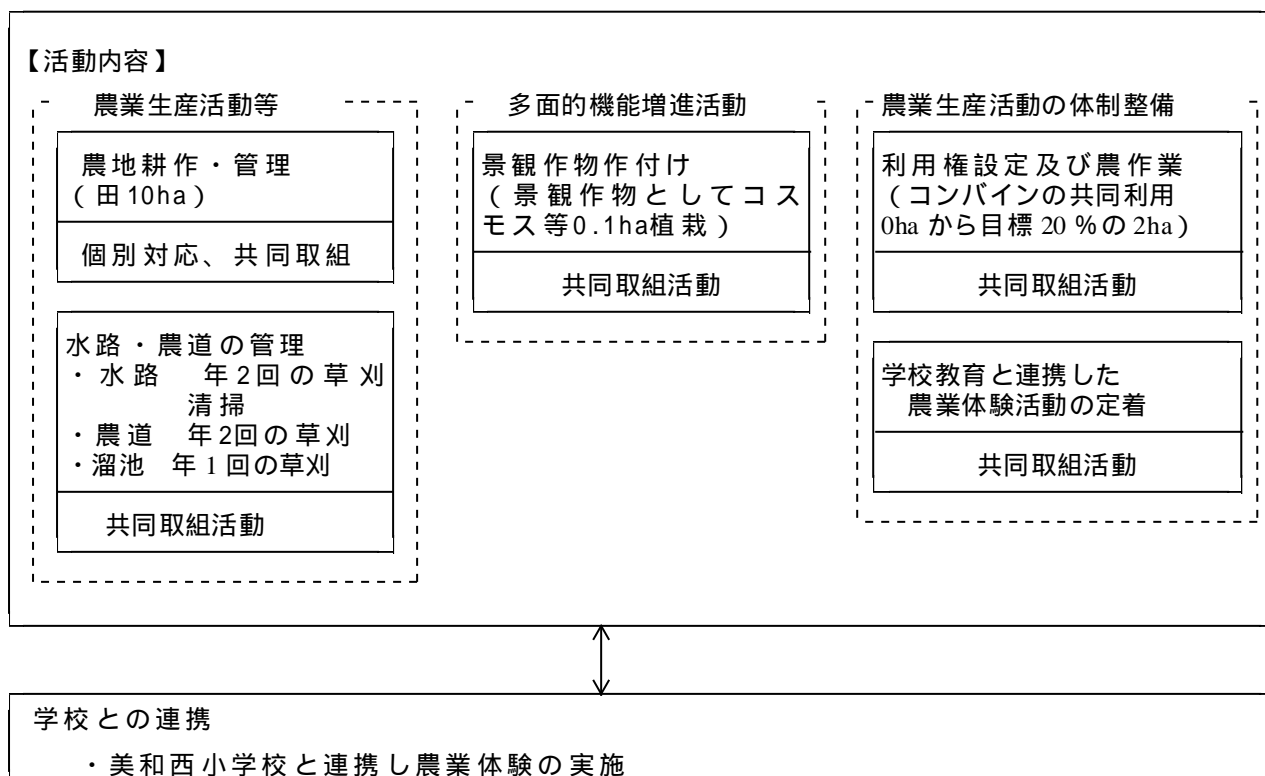 【活動内容】
農業生産活動等
農地耕作・管理
（田10ha）
個別対応、共同取組
水路・農道の管理
・水路　年2回の草刈
清掃
・農道　年2回の草刈
・溜池　年1回の草刈
共同取組活動
多面的機能増進活動
景観作物作付け
（景観作物としてコス
モス等0.1ha植栽）
共同取組活動
農業生産活動の体制整備
利用権設定及び農作業
（コンバインの共同利用
0haから目標20％の2ha）
共同取組活動
学校教育と連携した
農業体験活動の定着
共同取組活動
学校との連携
・美和西小学校と連携し農業体験の実施